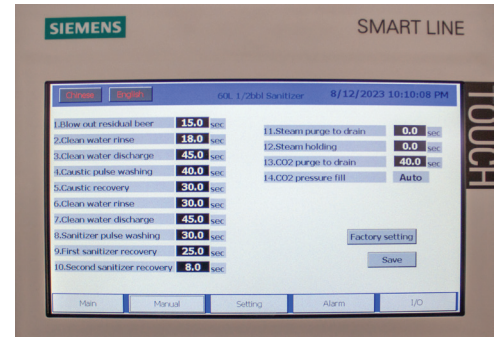 SIEMENS
SMART LINE
TOUCH
Chinese English 60L 1/2bbl Sanitizer 8/12/2023 10:10:08 PM
1.Blow out residual beer 15.0 sec
2.Clean water rinse 18.0 sec
3.Clean water discharge 45.0 sec
4.Caustic pulse washing 40.0 sec
5.Caustic recovery 30.0 sec
6.Clean water rinse 30.0 sec
7.Clean water discharge 45.0 sec
8.Sanitizer pulse washing 30.0 sec
9.First sanitizer recovery 25.0 sec
10.Second sanitizer recovery 8.0 sec
11.Steam purge to drain 0.0 sec
12.Steam holding 0.0 sec
13.CO2 purge to drain 40.0 sec
14.CO2 pressure fill Auto
Factory setting
Save
Main Manual Setting Alarm I/O